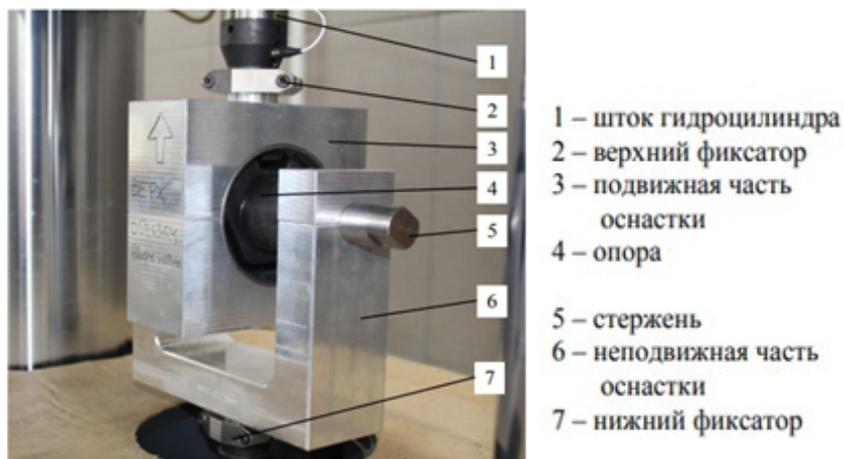 1
2
3
4
5
6
7
ВЕРХ
1 – шток гидроцилиндра
2 – верхний фиксатор
3 – подвижная часть
оснастки
4 – опора
5 – стержень
6 – неподвижная часть
оснастки
7 – нижний фиксатор